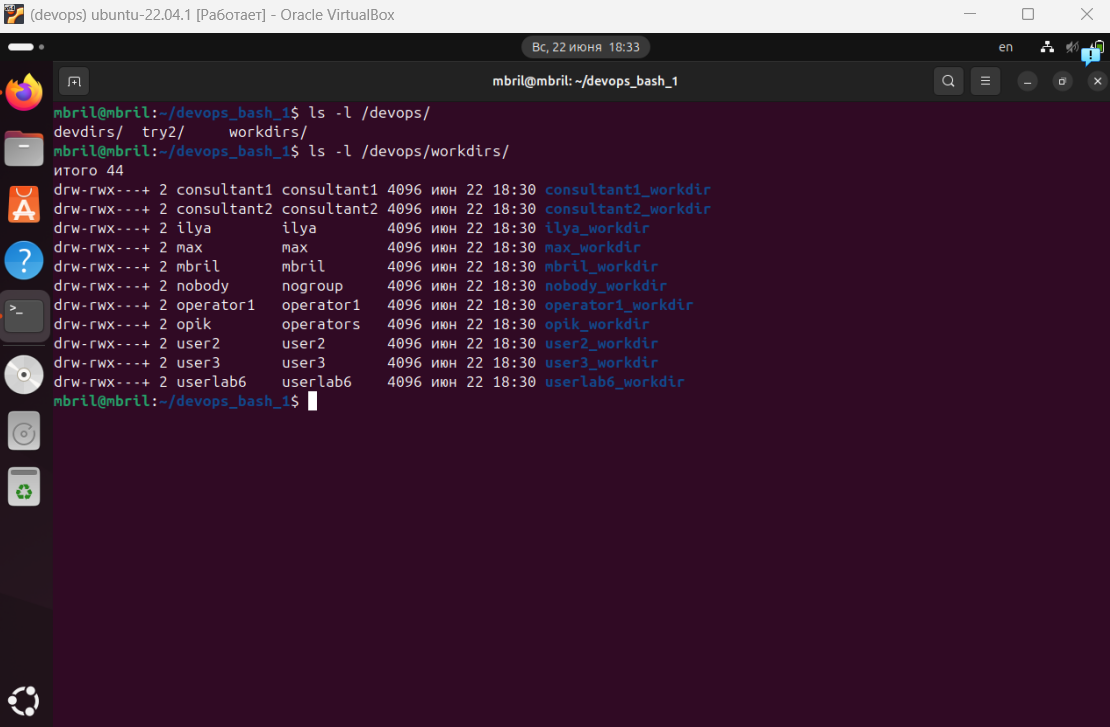 (devops) ubuntu-22.04.1 [Работает] - Oracle VirtualBox
Вс, 22 июня 18:33
en
mbril@mbril: ~/devops_bash_1
mbril@mbril:~/devops_bash_1$ ls -l /devops/
devdirs/ try2/ workdirs/
mbril@mbril:~/devops_bash_1$ ls -l /devops/workdirs/
итого 44
drw-rwx---+ 2 consultant1 consultant1 4096 июн 22 18:30 consultant1_workdir
drw-rwx---+ 2 consultant2 consultant2 4096 июн 22 18:30 consultant2_workdir
drw-rwx---+ 2 ilya ilya 4096 июн 22 18:30 ilya_workdir
drw-rwx---+ 2 max max 4096 июн 22 18:30 max_workdir
drw-rwx---+ 2 mbril mbril 4096 июн 22 18:30 mbril_workdir
drw-rwx---+ 2 nobody nogroup 4096 июн 22 18:30 nobody_workdir
drw-rwx---+ 2 operator1 operator1 4096 июн 22 18:30 operator1_workdir
drw-rwx---+ 2 opik operators 4096 июн 22 18:30 opik_workdir
drw-rwx---+ 2 user2 user2 4096 июн 22 18:30 user2_workdir
drw-rwx---+ 2 user3 user3 4096 июн 22 18:30 user3_workdir
drw-rwx---+ 2 userlab6 userlab6 4096 июн 22 18:30 userlab6_workdir
mbril@mbril:~/devops_bash_1$